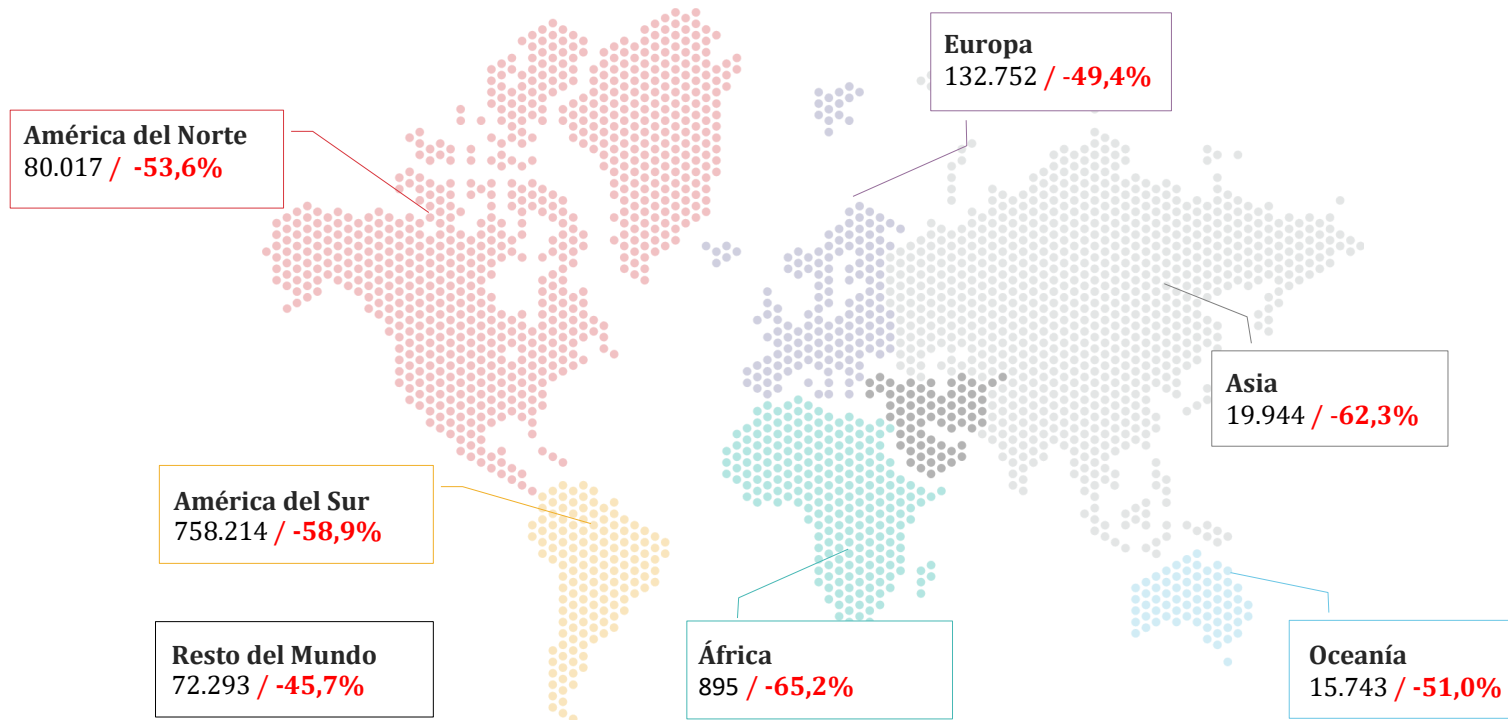 Europa
132.752 / -49,4%
América del Norte
80.017 / -53,6%
Asia
19.944 / -62,3%
América del Sur
758.214 / -58,9%
Resto del Mundo
72.293 / -45,7%
África
895 / -65,2%
Oceanía
15.743 / -51,0%